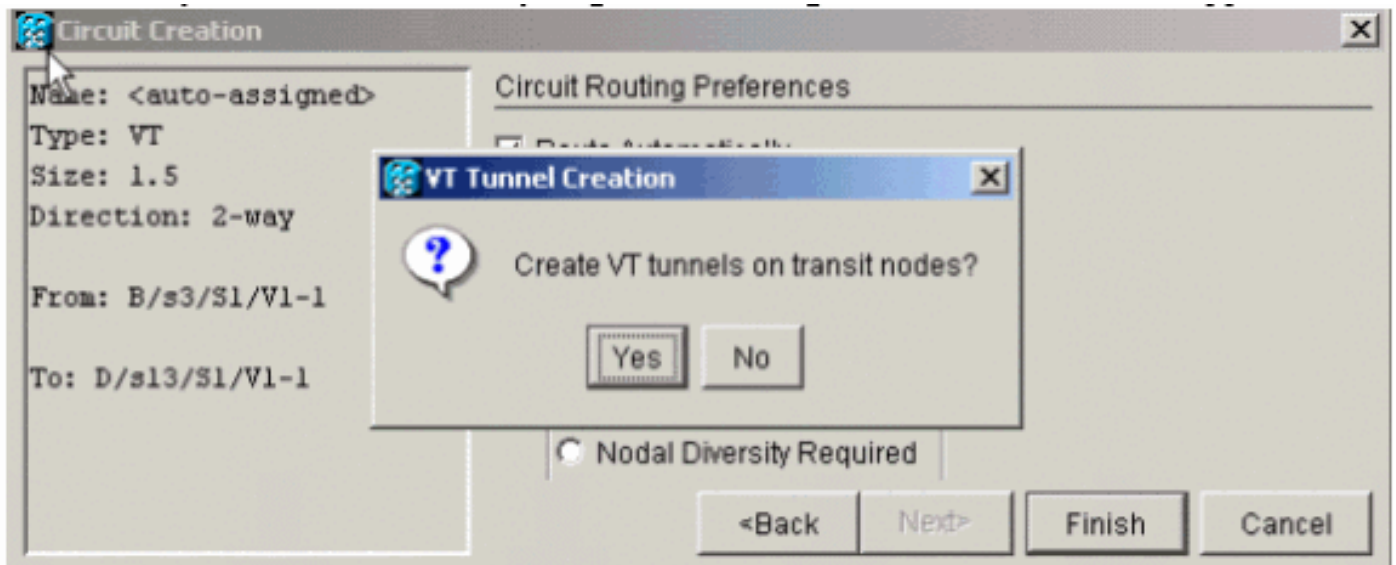 Circuit Creation
Name: <auto-assigned>
Type: VT
Size: 1.5
Direction: 2-way
From: B/s3/S1/V1-1
To: D/s13/S1/V1-1
Circuit Routing Preferences
Route Automatically
VT Tunnel Creation
Create VT tunnels on transit nodes?
Yes
No
Nodal Diversity Required
<Back
Next>
Finish
Cancel